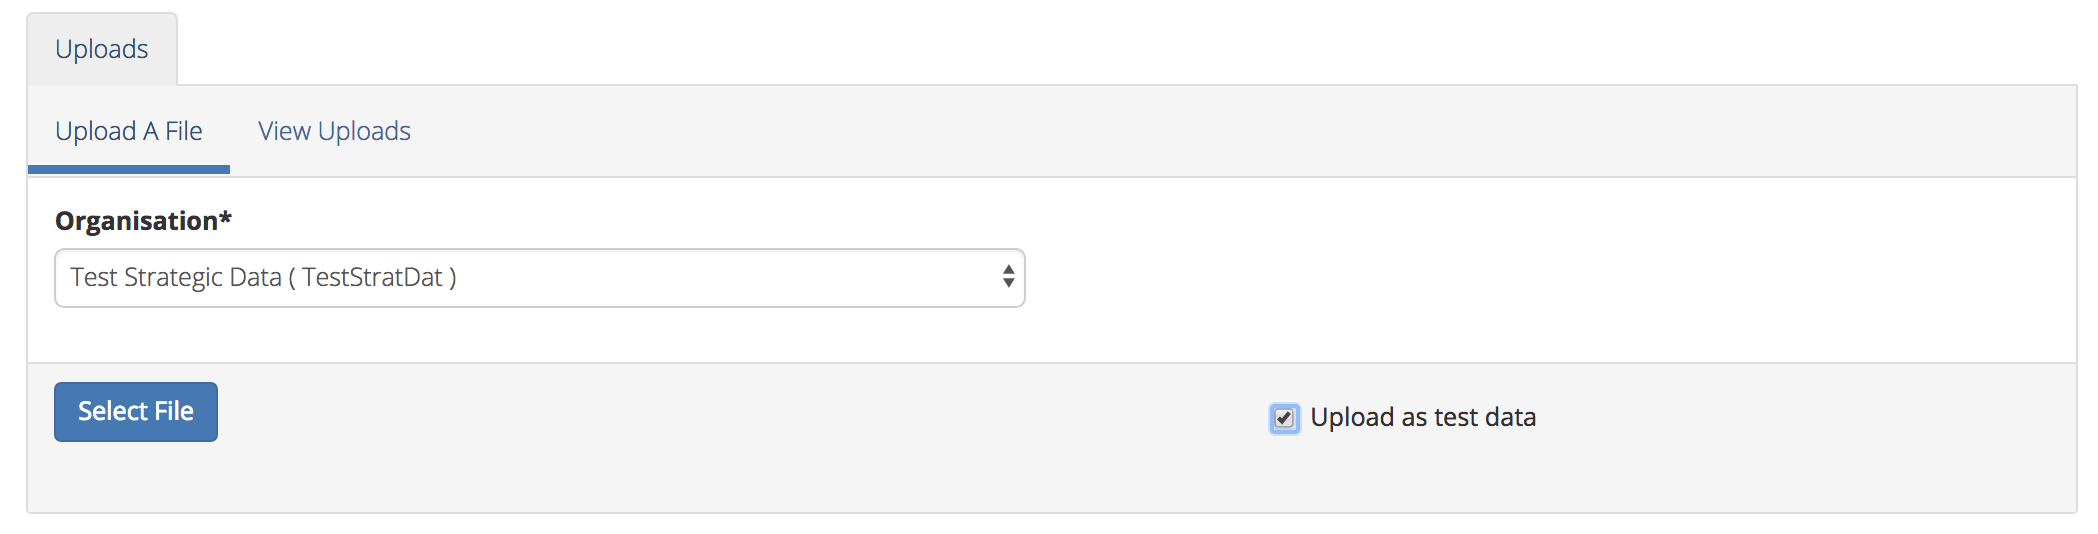 Uploads
Upload A File View Uploads
Organisation*
Test Strategic Data ( TestStratDat )
Select File Upload as test data